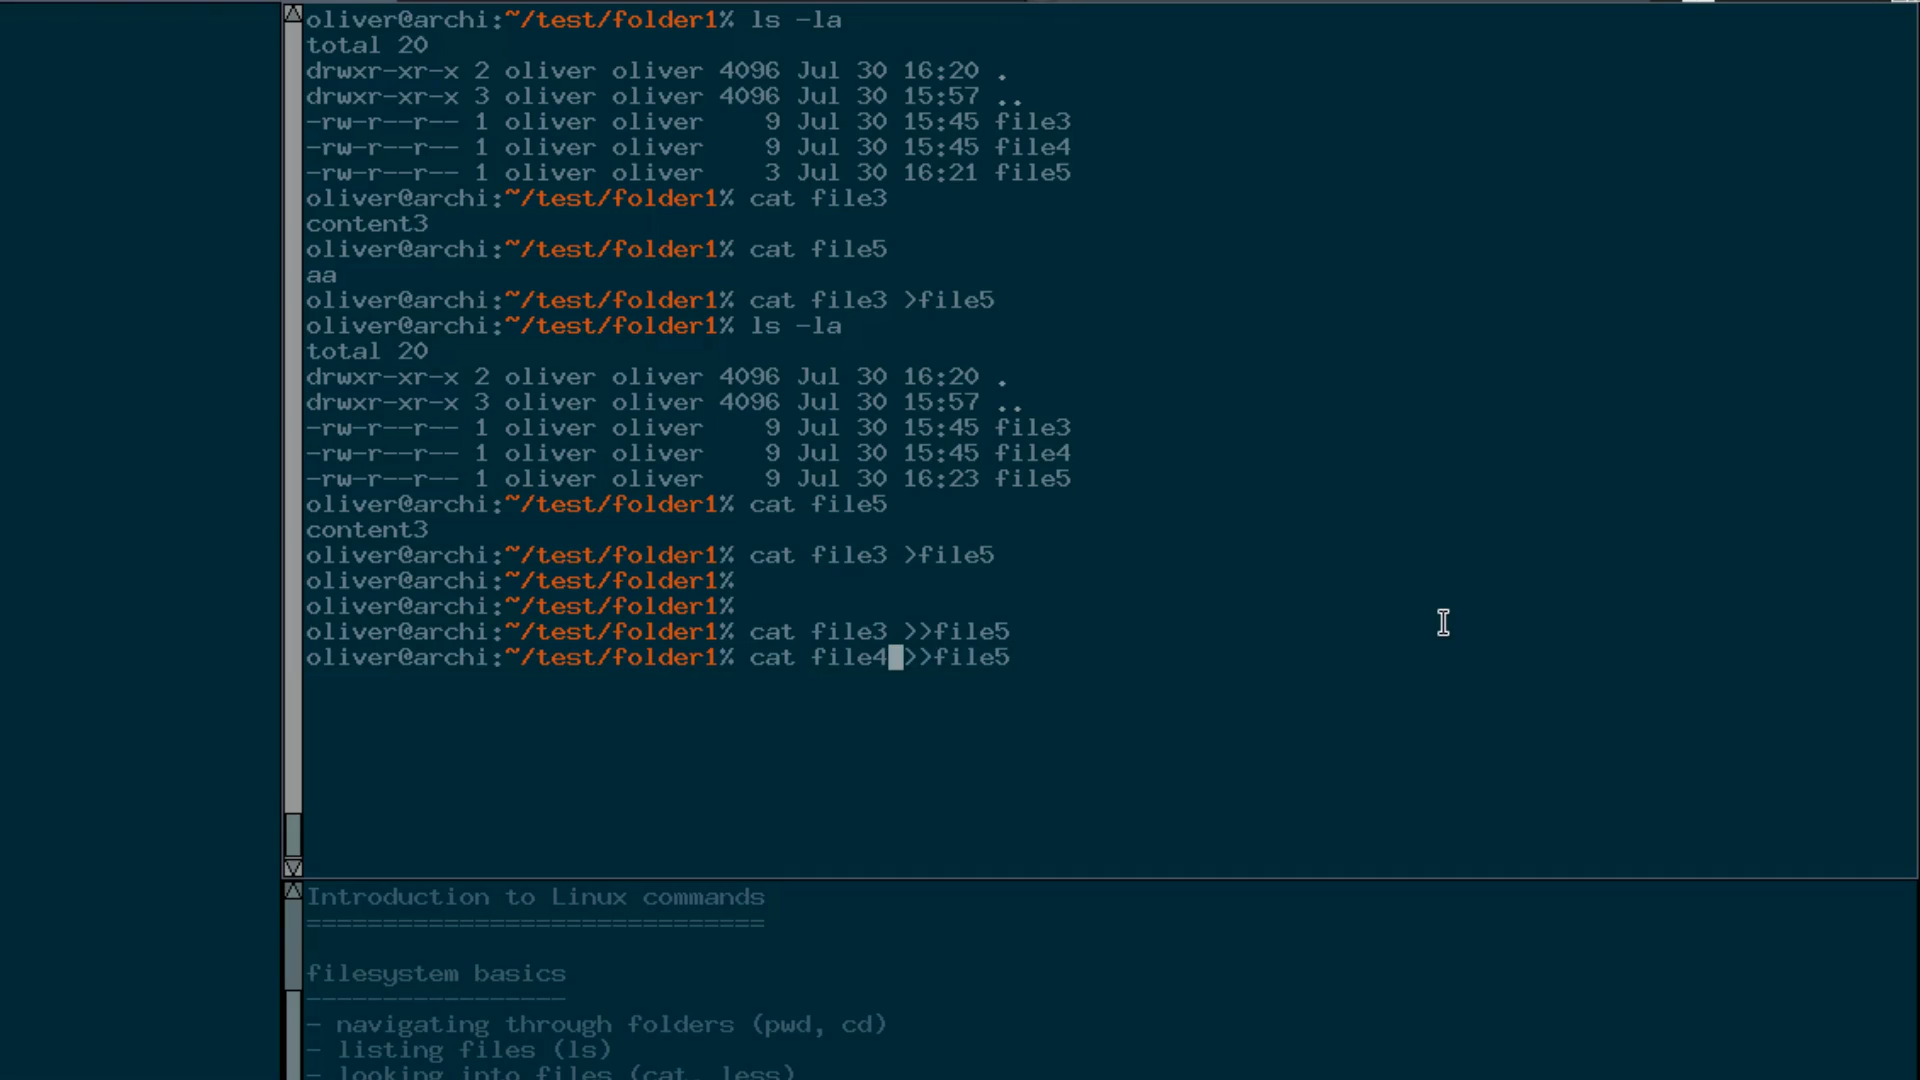 oliver@archi:~/test/folder1% ls -la
total 20
drwxr-xr-x 2 oliver oliver 4096 Jul 30 16:20 .
drwxr-xr-x 3 oliver oliver 4096 Jul 30 15:57 ..
-rw-r--r-- 1 oliver oliver    9 Jul 30 15:45 file3
-rw-r--r-- 1 oliver oliver    9 Jul 30 15:45 file4
-rw-r--r-- 1 oliver oliver    3 Jul 30 16:21 file5
oliver@archi:~/test/folder1% cat file3
content3
oliver@archi:~/test/folder1% cat file5
aa
oliver@archi:~/test/folder1% cat file3 >file5
oliver@archi:~/test/folder1% ls -la
total 20
drwxr-xr-x 2 oliver oliver 4096 Jul 30 16:20 .
drwxr-xr-x 3 oliver oliver 4096 Jul 30 15:57 ..
-rw-r--r-- 1 oliver oliver    9 Jul 30 15:45 file3
-rw-r--r-- 1 oliver oliver    9 Jul 30 15:45 file4
-rw-r--r-- 1 oliver oliver    9 Jul 30 16:23 file5
oliver@archi:~/test/folder1% cat file5
content3
oliver@archi:~/test/folder1% cat file3 >file5
oliver@archi:~/test/folder1%
oliver@archi:~/test/folder1%
oliver@archi:~/test/folder1% cat file3 >>file5
oliver@archi:~/test/folder1% cat file4 >>file5
Introduction to Linux commands
==============================
filesystem basics
-----------------
- navigating through folders (pwd, cd)
- listing files (ls)
- looking into files (cat, less)